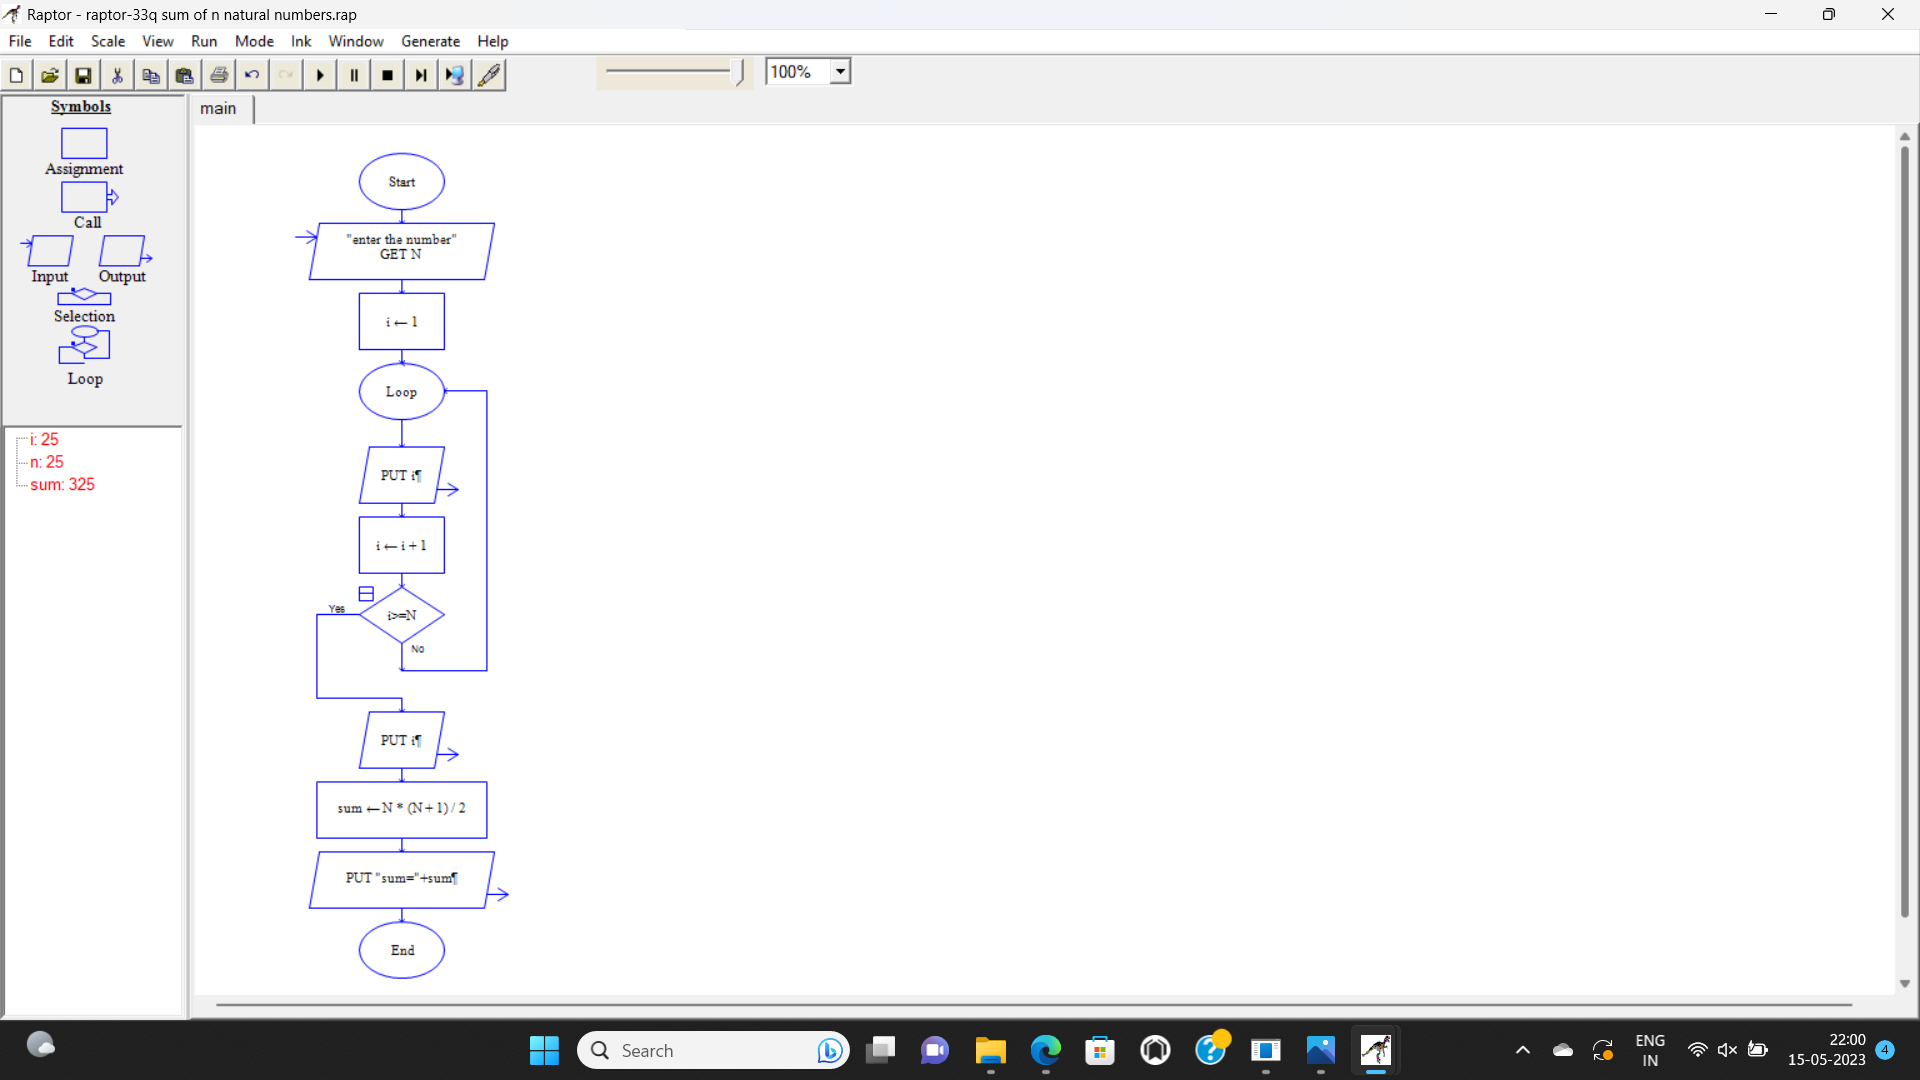 Raptor - raptor-33q sum of n natural numbers.rap
File Edit Scale View Run Mode Ink Window Generate Help
100%
Symbols
Assignment
Call
Input Output
Selection
Loop
i: 25
n: 25
sum: 325
main
Start
"enter the number"
GET N
i ← 1
Loop
PUT i¶
i ← i + 1
Yes
i>=N
No
PUT i¶
sum ← N * (N + 1) / 2
PUT "sum="+sum¶
End
Search
ENG
IN
22:00
15-05-2023
4